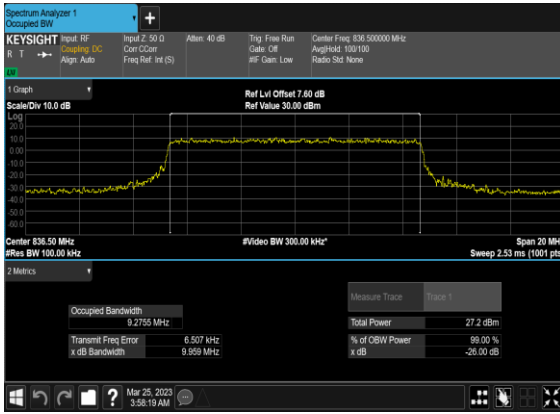 Spectrum Analyzer 1
Occupied BW
+
KEYSIGHT Input: RF Input Z: 50 Ω Atten: 40 dB Trig: Free Run Center Freq: 836.500000 MHz
R T Coupling: DC Corr CCorr Gate: Off Avg|Hold: 100/100
Align: Auto Freq Ref: Int (S) #IF Gain: Low Radio Std: None
1 Graph
Ref Lvl Offset 7.60 dB
Scale/Div 10.0 dB Ref Value 30.00 dBm
Log
20.0
10.0
0.00
-10.0
-20.0
-30.0
-40.0
-50.0
-60.0
Center 836.50 MHz #Video BW 300.00 kHz* Span 20 MH
#Res BW 100.00 kHz Sweep 2.53 ms (1001 pts
2 Metrics
Measure Trace Trace 1
Occupied Bandwidth
9.2755 MHz Total Power 27.2 dBm
Transmit Freq Error 6.507 kHz % of OBW Power 99.00 %
x dB Bandwidth 9.959 MHz x dB -26.00 dB
? Mar 25, 2023
3:58:19 AM